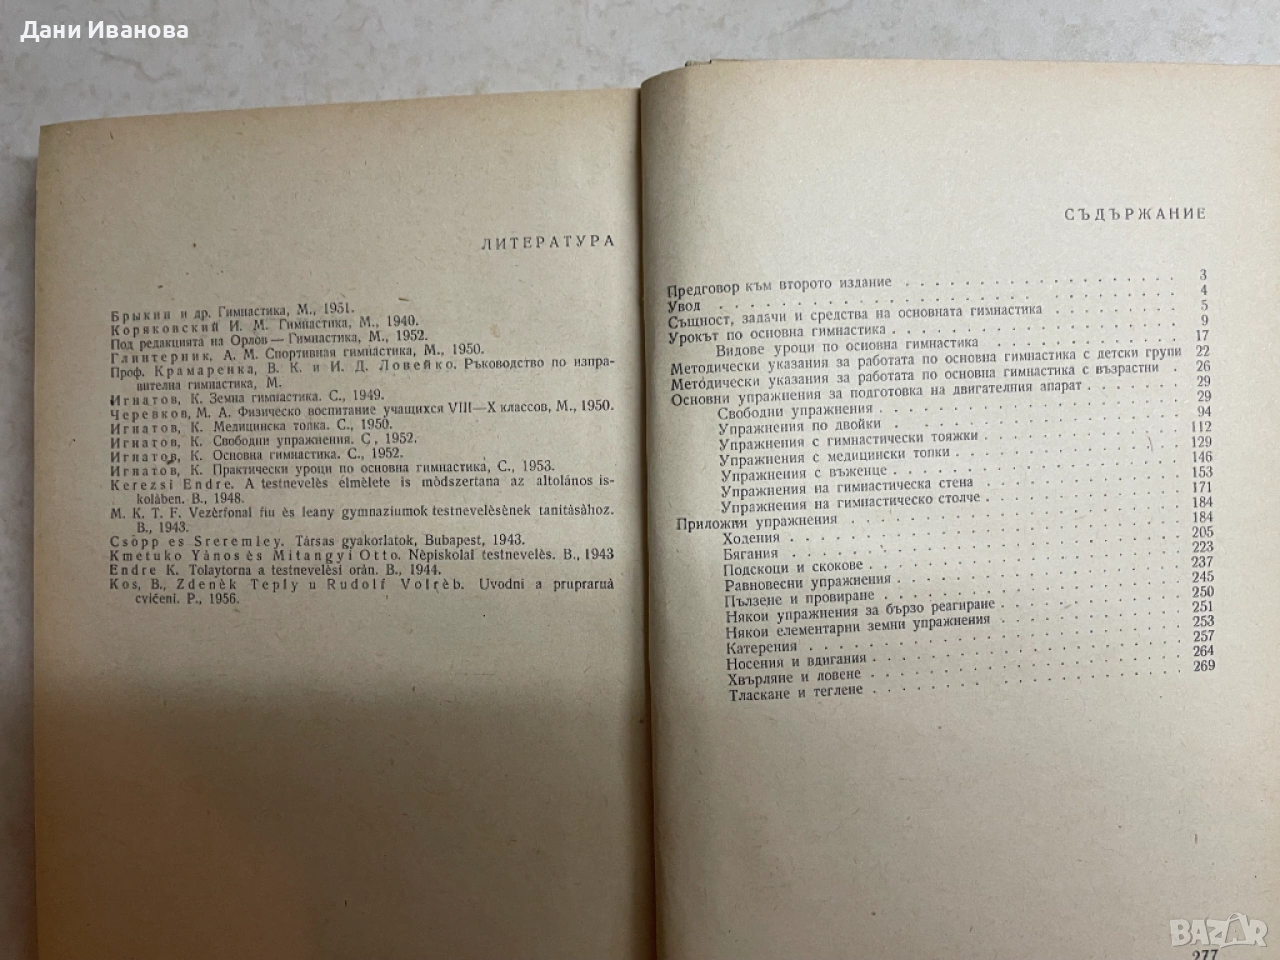 Дани Иванова
ЛИТЕРАТУРА
Брыкин и др. Гимнастика, М., 1951.
Коряковский И. М. Гимнастика, М., 1940.
Под редакцията на Орлов — Гимнастика, М., 1952.
Глинтерник, А. М. Спортивная гимнастика, М., 1950.
Проф. Крамаренка, В. К. и И. Д. Ловейко. Ръководство по изпра-
вителна гимнастика, М.
Игнатов, К. Земна гимнастика. С., 1949.
Черевков, М. А. Физическо воспитание учащихся VIII—X классов, М., 1950.
Игнатов, К. Медицинска топка. С., 1950.
Игнатов, К. Свободни упражнения. С., 1952.
Игнатов, К. Основна гимнастика. С., 1952.
Игнатов, К. Практически уроци по основна гимнастика, С., 1953.
Kerezsi Endre. A testnevelès elmèlete is mòdszertana az altolános is-
kolàben. B., 1948.
M. K. T. F. Vezèrfonal fiu ès leany gymnaziumok testnevelèsènek tanitàsàhoz.
B., 1943.
Csòpp es Sreremley. Társas gyakorlatok, Budapest, 1943.
Kmetuko Yànos ès Mitangyi Otto. Nèpiskolai testnevelès. B., 1943
Endre K. Tolaytorna a testnevelèsi orán. B., 1944.
Kos, B., Zdenèk Teply u Rudolf Volrèb. Uvodni a prupraruà
cvičeni. P., 1956.
СЪДЪРЖАНИЕ
Предговор към второто издание 3
Увод 4
Същност, задачи и средства на основната гимнастика 5
Урокът по основна гимнастика 9
Видове уроци по основна гимнастика 17
Методически указания за работата по основна гимнастика с детски групи 22
Методически указания за работата по основна гимнастика с възрастни 26
Основни упражнения за подготовка на двигателния апарат 29
Свободни упражнения 29
Упражнения по двойки 94
Упражнения с гимнастически тояжки 112
Упражнения с медицински топки 129
Упражнения с въженце 146
Упражнения на гимнастическа стена 153
Упражнения на гимнастическо столче 171
Приложни упражнения 184
Ходения 184
Бягания 205
Подскоци и скокове 223
Равновесни упражнения 237
Пълзене и провиране 245
Някои упражнения за бързо реагиране 250
Някои елементарни земни упражнения 251
Катерения 253
Носения и вдигания 257
Хвърляне и ловене 264
Тласкане и теглене 269
277
BAZAR